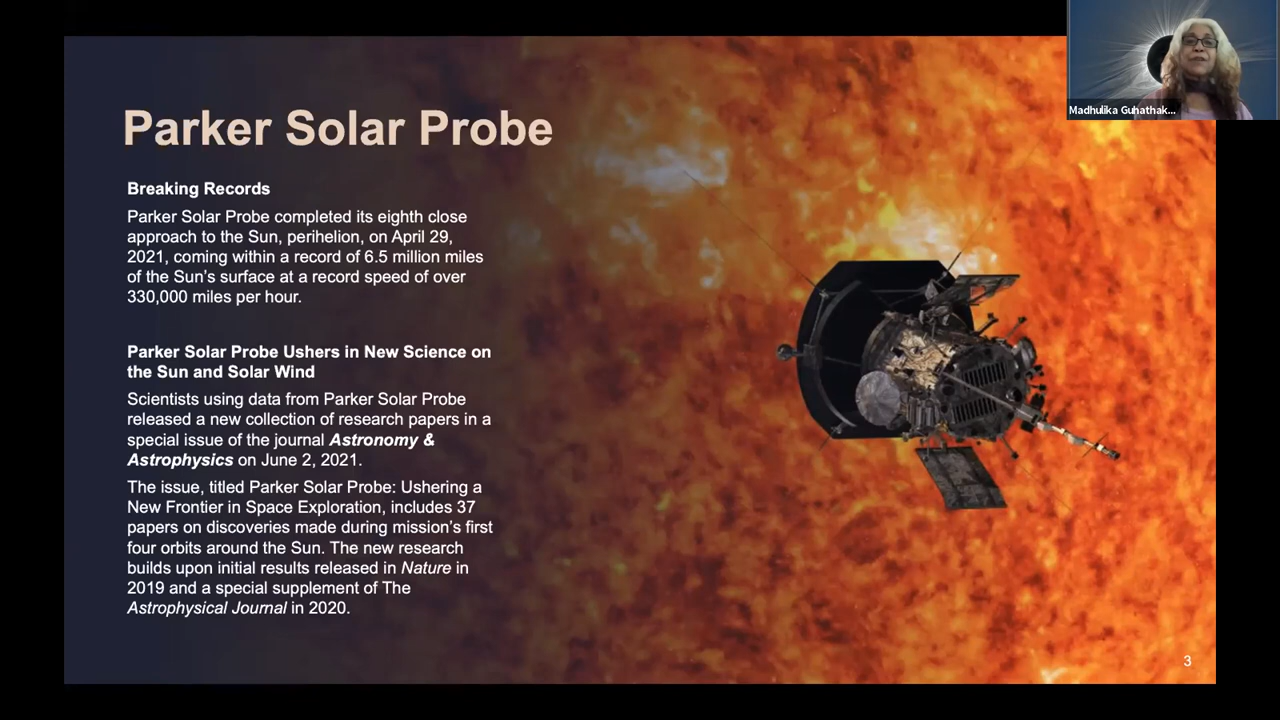 Parker Solar Probe
Breaking Records
Parker Solar Probe completed its eighth close
approach to the Sun, perihelion, on April 29,
2021, coming within a record of 6.5 million miles
of the Sun's surface at a record speed of over
330,000 miles per hour.
Parker Solar Probe Ushers in New Science on
the Sun and Solar Wind
Scientists using data from Parker Solar Probe
released a new collection of research papers in a
special issue of the journal Astronomy &
Astrophysics on June 2, 2021.
The issue, titled Parker Solar Probe: Ushering a
New Frontier in Space Exploration, includes 37
papers on discoveries made during mission's first
four orbits around the Sun. The new research
builds upon initial results released in Nature in
2019 and a special supplement of The
Astrophysical Journal in 2020.
Madhulika Guhathak...
3